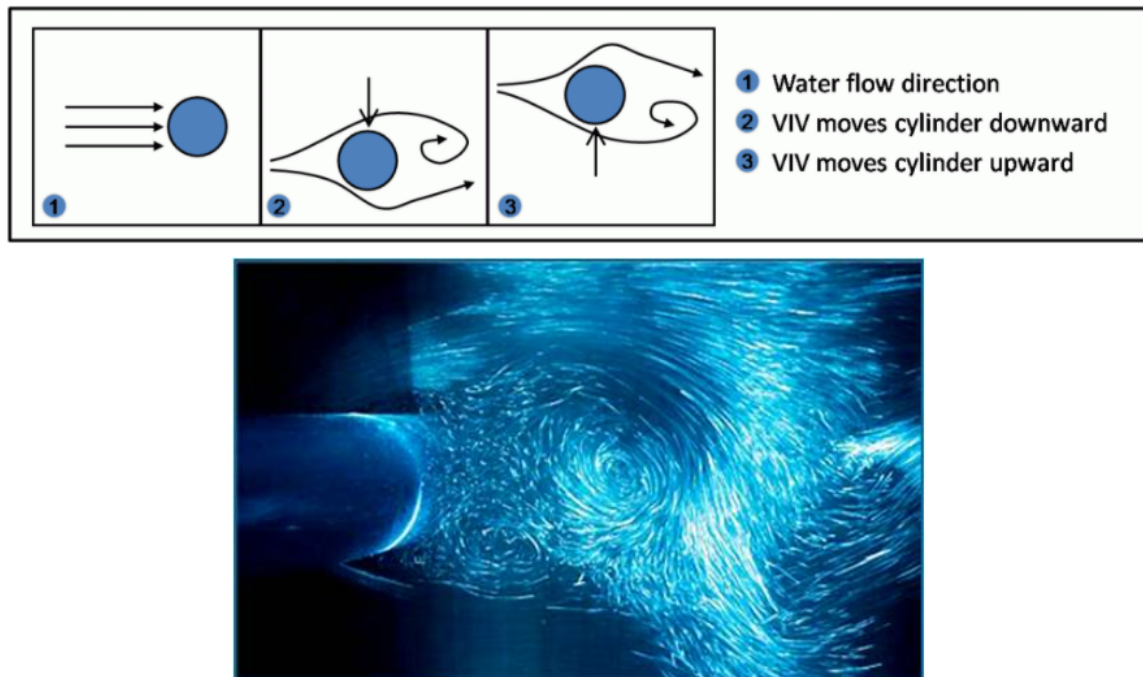 1
2
3
1 Water flow direction
2 VIV moves cylinder downward
3 VIV moves cylinder upward